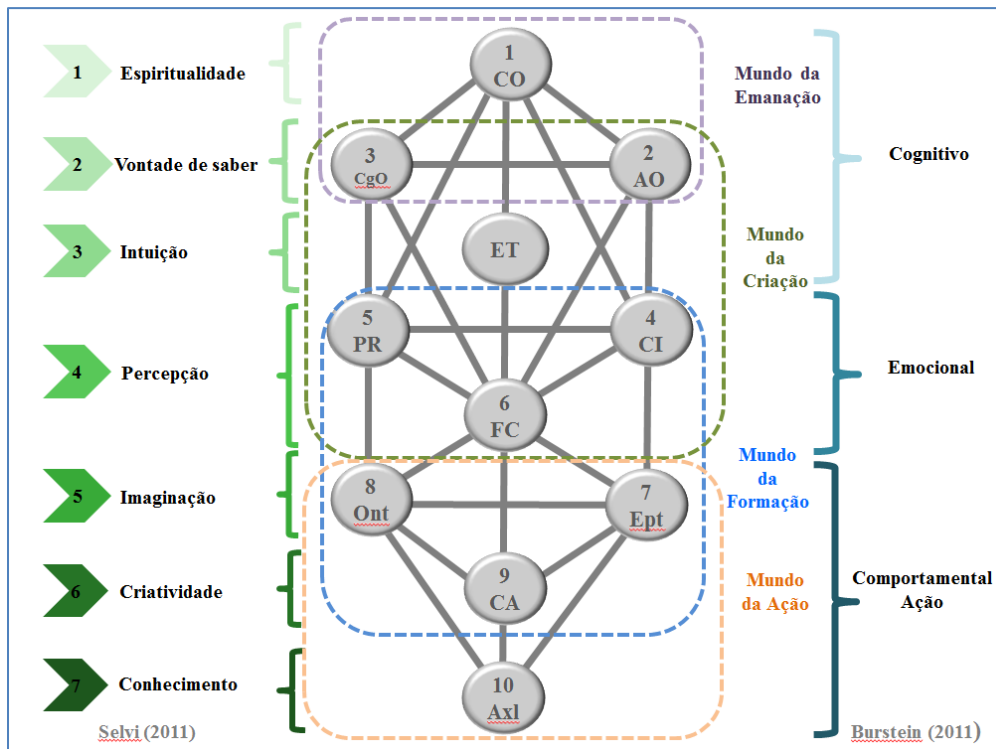 1
Espiritualidade
2
Vontade de saber
3
Intuição
4
Percepção
5
Imaginação
6
Criatividade
7
Conhecimento
Selvi (2011)
1
CO
3
CgO
2
AO
ET
5
PR
4
CI
6
FC
8
Ont
7
Ept
9
CA
10
Axl
Mundo da
Emanação
Mundo
da
Criação
Mundo
da
Formação
Mundo
da Ação
Cognitivo
Emocional
Comportamental
Ação
Burstein (2011)